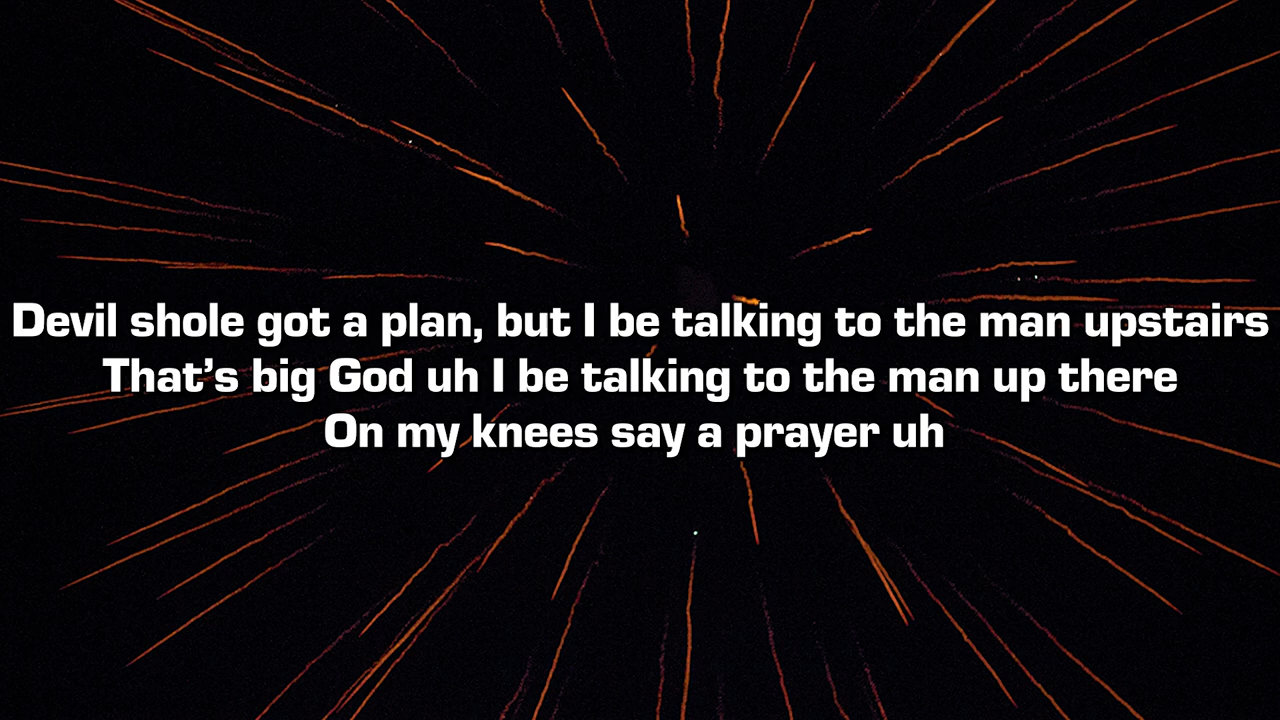 Devil shole got a plan, but I be talking to the man upstairs
That’s big God uh I be talking to the man up there
On my knees say a prayer uh